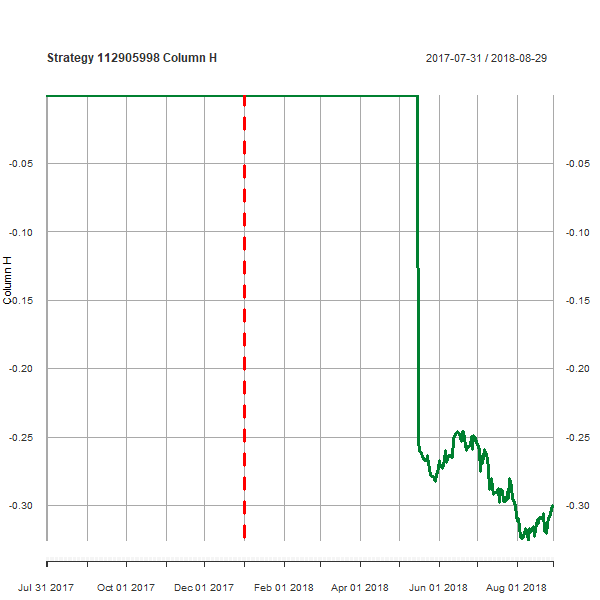 Strategy 112905998 Column H
2017-07-31 / 2018-08-29
-0.05 -0.05
-0.10 -0.10
Column H
-0.15 -0.15
-0.20 -0.20
-0.25 -0.25
-0.30 -0.30
Jul 31 2017 Oct 01 2017 Dec 01 2017 Feb 01 2018 Apr 01 2018 Jun 01 2018 Aug 01 2018